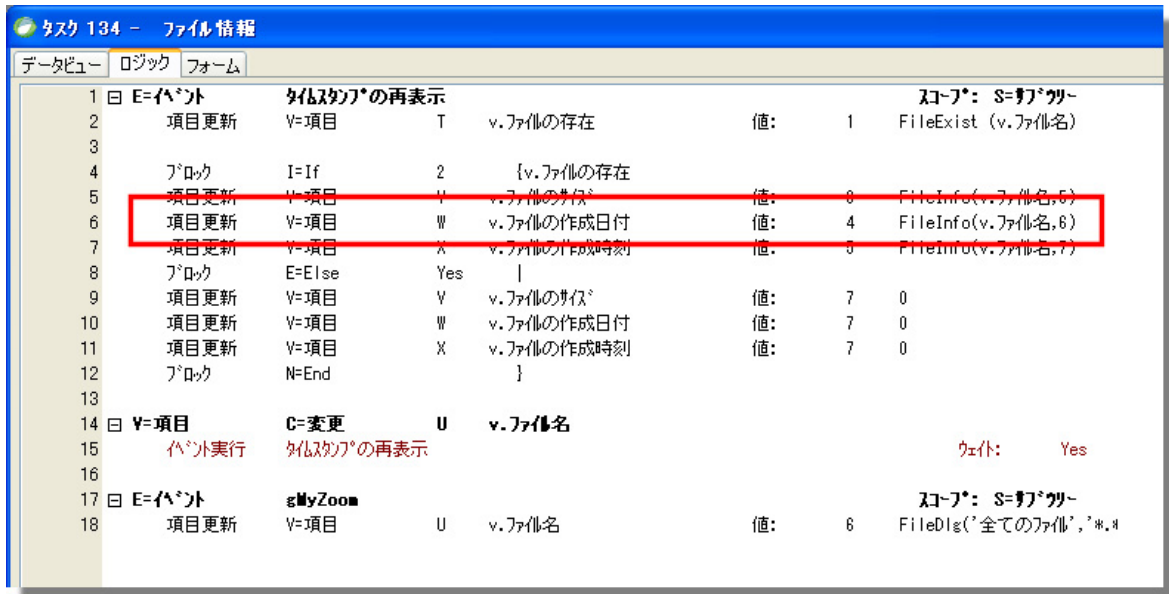 タスク 134 - ファイル情報
データビュー ロジック フォーム
1 E=イベント タイムスタンプの再表示 スコープ: S=サブツリー
2 項目更新 V=項目 T v.ファイルの存在 値: 1 FileExist (v.ファイル名)
3
4 ブロック I=If 2 {v.ファイルの存在
5 項目更新 V=項目 V v.ファイルのサイズ 値: 3 FileInfo(v.ファイル名,5)
6 項目更新 V=項目 W v.ファイルの作成日付 値: 4 FileInfo(v.ファイル名,6)
7 項目更新 V=項目 X v.ファイルの作成時刻 値: 5 FileInfo(v.ファイル名,7)
8 ブロック E=Else Yes |
9 項目更新 V=項目 V v.ファイルのサイズ 値: 7 0
10 項目更新 V=項目 W v.ファイルの作成日付 値: 7 0
11 項目更新 V=項目 X v.ファイルの作成時刻 値: 7 0
12 ブロック N=End }
13
14 V=項目 C=変更 U v.ファイル名
15 イベント実行 タイムスタンプの再表示 ウェイト: Yes
16
17 E=イベント gMyZoom スコープ: S=サブツリー
18 項目更新 V=項目 U v.ファイル名 値: 6 FileDlg('全てのファイル','*.*